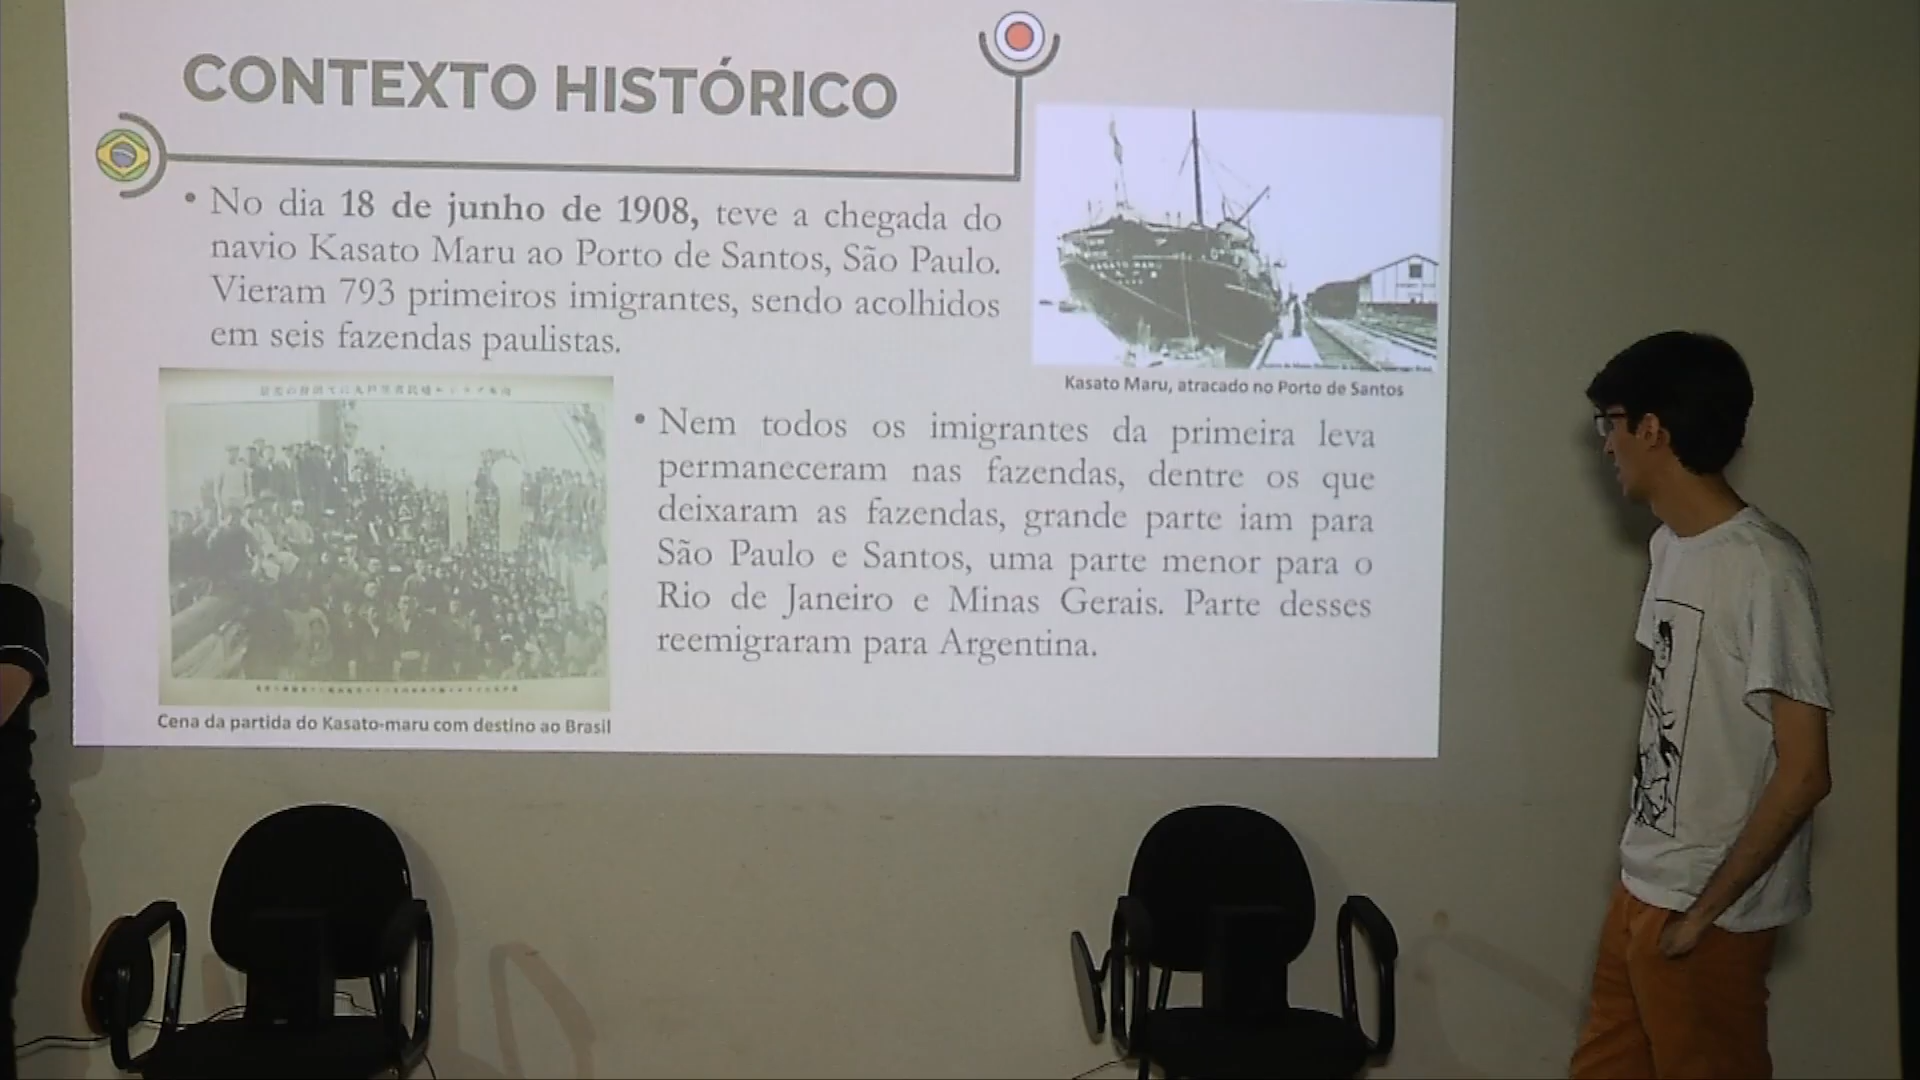 CONTEXTO HISTÓRICO
• No dia 18 de junho de 1908, teve a chegada do
navio Kasato Maru ao Porto de Santos, São Paulo.
Vieram 793 primeiros imigrantes, sendo acolhidos
em seis fazendas paulistas.
KASATO MARU
Kasato Maru, atracado no Porto de Santos
• Nem todos os imigrantes da primeira leva
permaneceram nas fazendas, dentre os que
deixaram as fazendas, grande parte iam para
São Paulo e Santos, uma parte menor para o
Rio de Janeiro e Minas Gerais. Parte desses
reemigraram para Argentina.
Cena da partida do Kasato-maru com destino ao Brasil